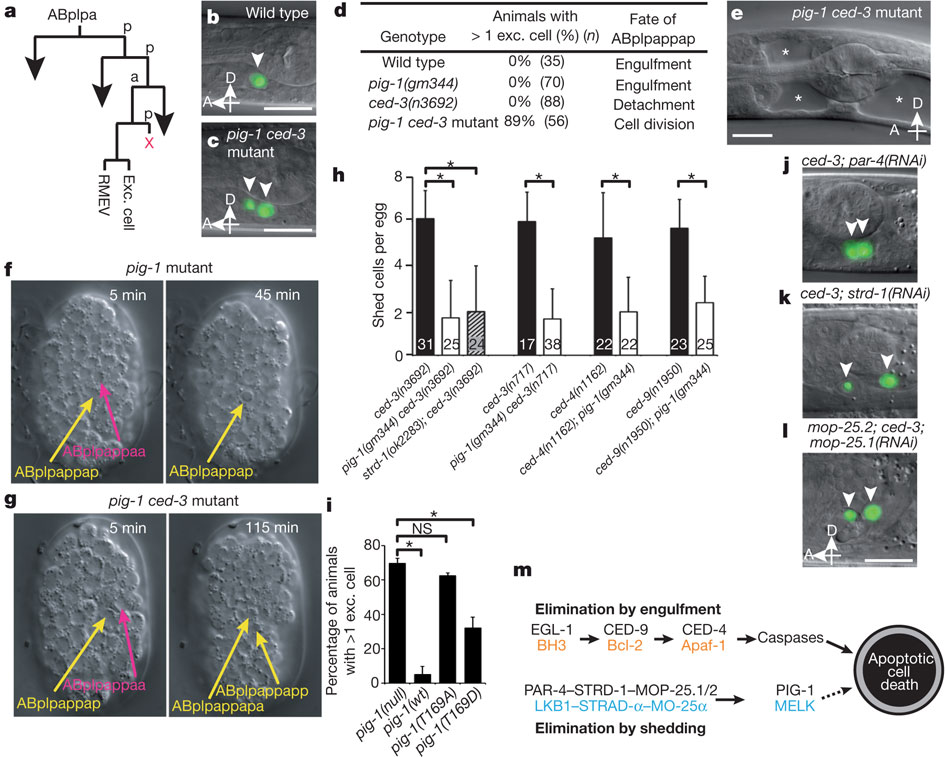 a
ABplpa
p
p
a
p
X
RMEV
Exc. cell
b
Wild type
D
A
c
pig-1 ced-3
mutant
D
A
d
Genotype
Animals with
> 1 exc. cell (%) (n)
Fate of
ABplpappap
Wild type 0% (35) Engulfment
pig-1(gm344) 0% (70) Engulfment
ced-3(n3692) 0% (88) Detachment
pig-1 ced-3 mutant 89% (56) Cell division
e
pig-1 ced-3 mutant
*
*
*
*
D
A
f
pig-1 mutant
5 min
45 min
ABplpappaa
ABplpappap
ABplpappap
g
pig-1 ced-3 mutant
5 min
115 min
ABplpappap
ABplpappaa
ABplpappapp
ABplpappapa
h
Shed cells per egg
8
6
4
2
0
*
*
*
*
*
31
25
24
17
38
22
22
23
25
ced-3(n3692)
pig-1(gm344) ced-3(n3692)
strd-1(ok2283); ced-3(n3692)
ced-3(n717)
pig-1(gm344) ced-3(n717)
ced-4(n1162)
ced-4(n1162); pig-1(gm344)
ced-9(n1950)
ced-9(n1950); pig-1(gm344)
i
Percentage of animals
with >1 exc. cell
80
60
40
20
0
*
NS
*
pig-1(null)
pig-1(wt)
pig-1(T169A)
pig-1(T169D)
j
ced-3; par-4(RNAi)
k
ced-3; strd-1(RNAi)
l
mop-25.2; ced-3;
mop-25.1(RNAi)
D
A
m
Elimination by engulfment
EGL-1 CED-9 CED-4 Caspases
BH3 Bcl-2 Apaf-1
PAR-4–STRD-1–MOP-25.1/2 PIG-1
LKB1–STRAD-α–MO-25α MELK
Elimination by shedding
Apoptotic
cell
death